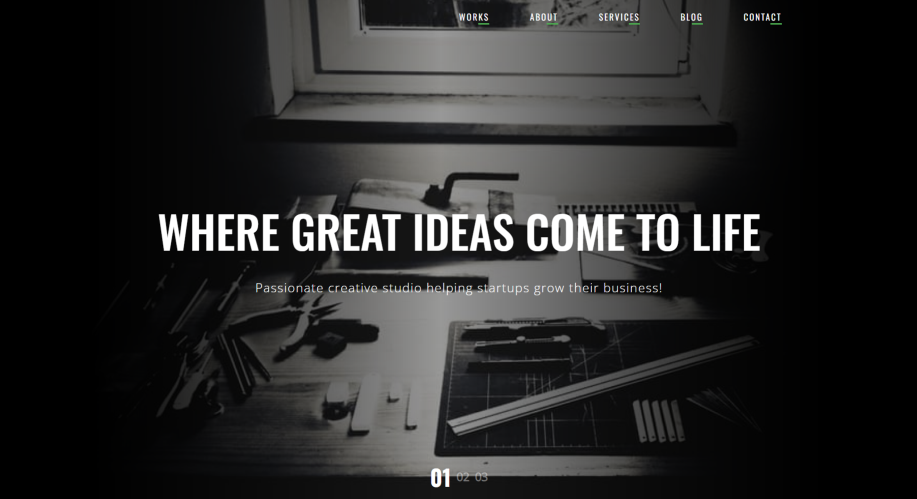 WORKS ABOUT SERVICES BLOG CONTACT
WHERE GREAT IDEAS COME TO LIFE
Passionate creative studio helping startups grow their business!
01 02 03